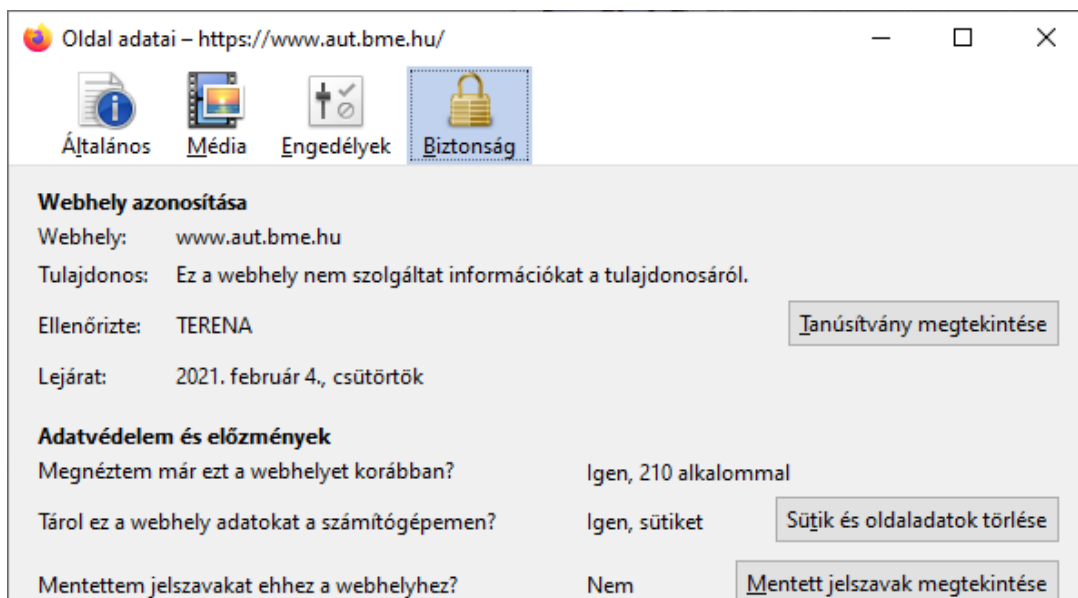 Oldal adatai – https://www.aut.bme.hu/
Általános Média Engedélyek Biztonság
Webhely azonosítása
Webhely: www.aut.bme.hu
Tulajdonos: Ez a webhely nem szolgáltat információkat a tulajdonosáról.
Ellenőrizte: TERENA Tanúsítvány megtekintése
Lejárat: 2021. február 4., csütörtök
Adatvédelem és előzmények
Megnéztem már ezt a webhelyet korábban? Igen, 210 alkalommal
Tárol ez a webhely adatokat a számítógépemen? Igen, sütiket Sütik és oldaladatok törlése
Mentettem jelszavakat ehhez a webhelyhez? Nem Mentett jelszavak megtekintése